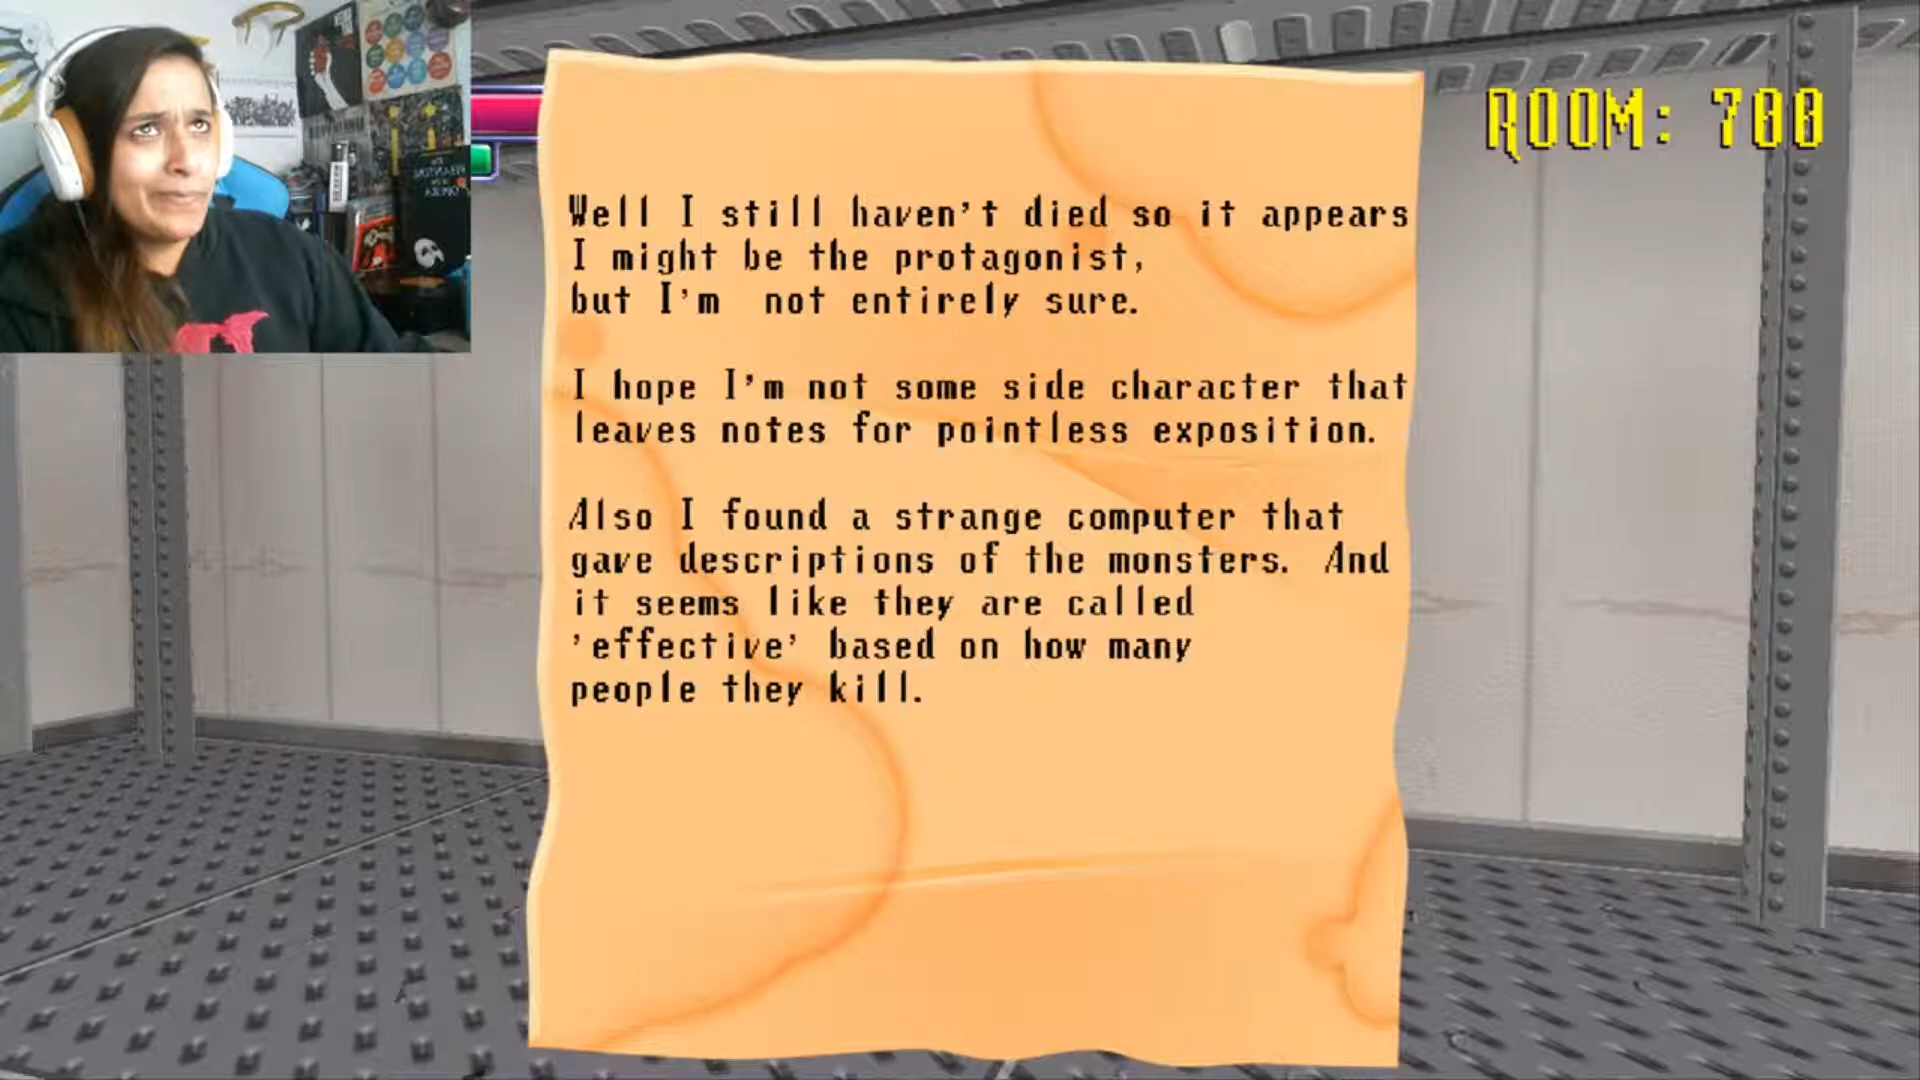 ROOM: 700
Well I still haven't died so it appears
I might be the protagonist,
but I'm not entirely sure.
I hope I'm not some side character that
leaves notes for pointless exposition.
Also I found a strange computer that
gave descriptions of the monsters. And
it seems like they are called
'effective' based on how many
people they kill.